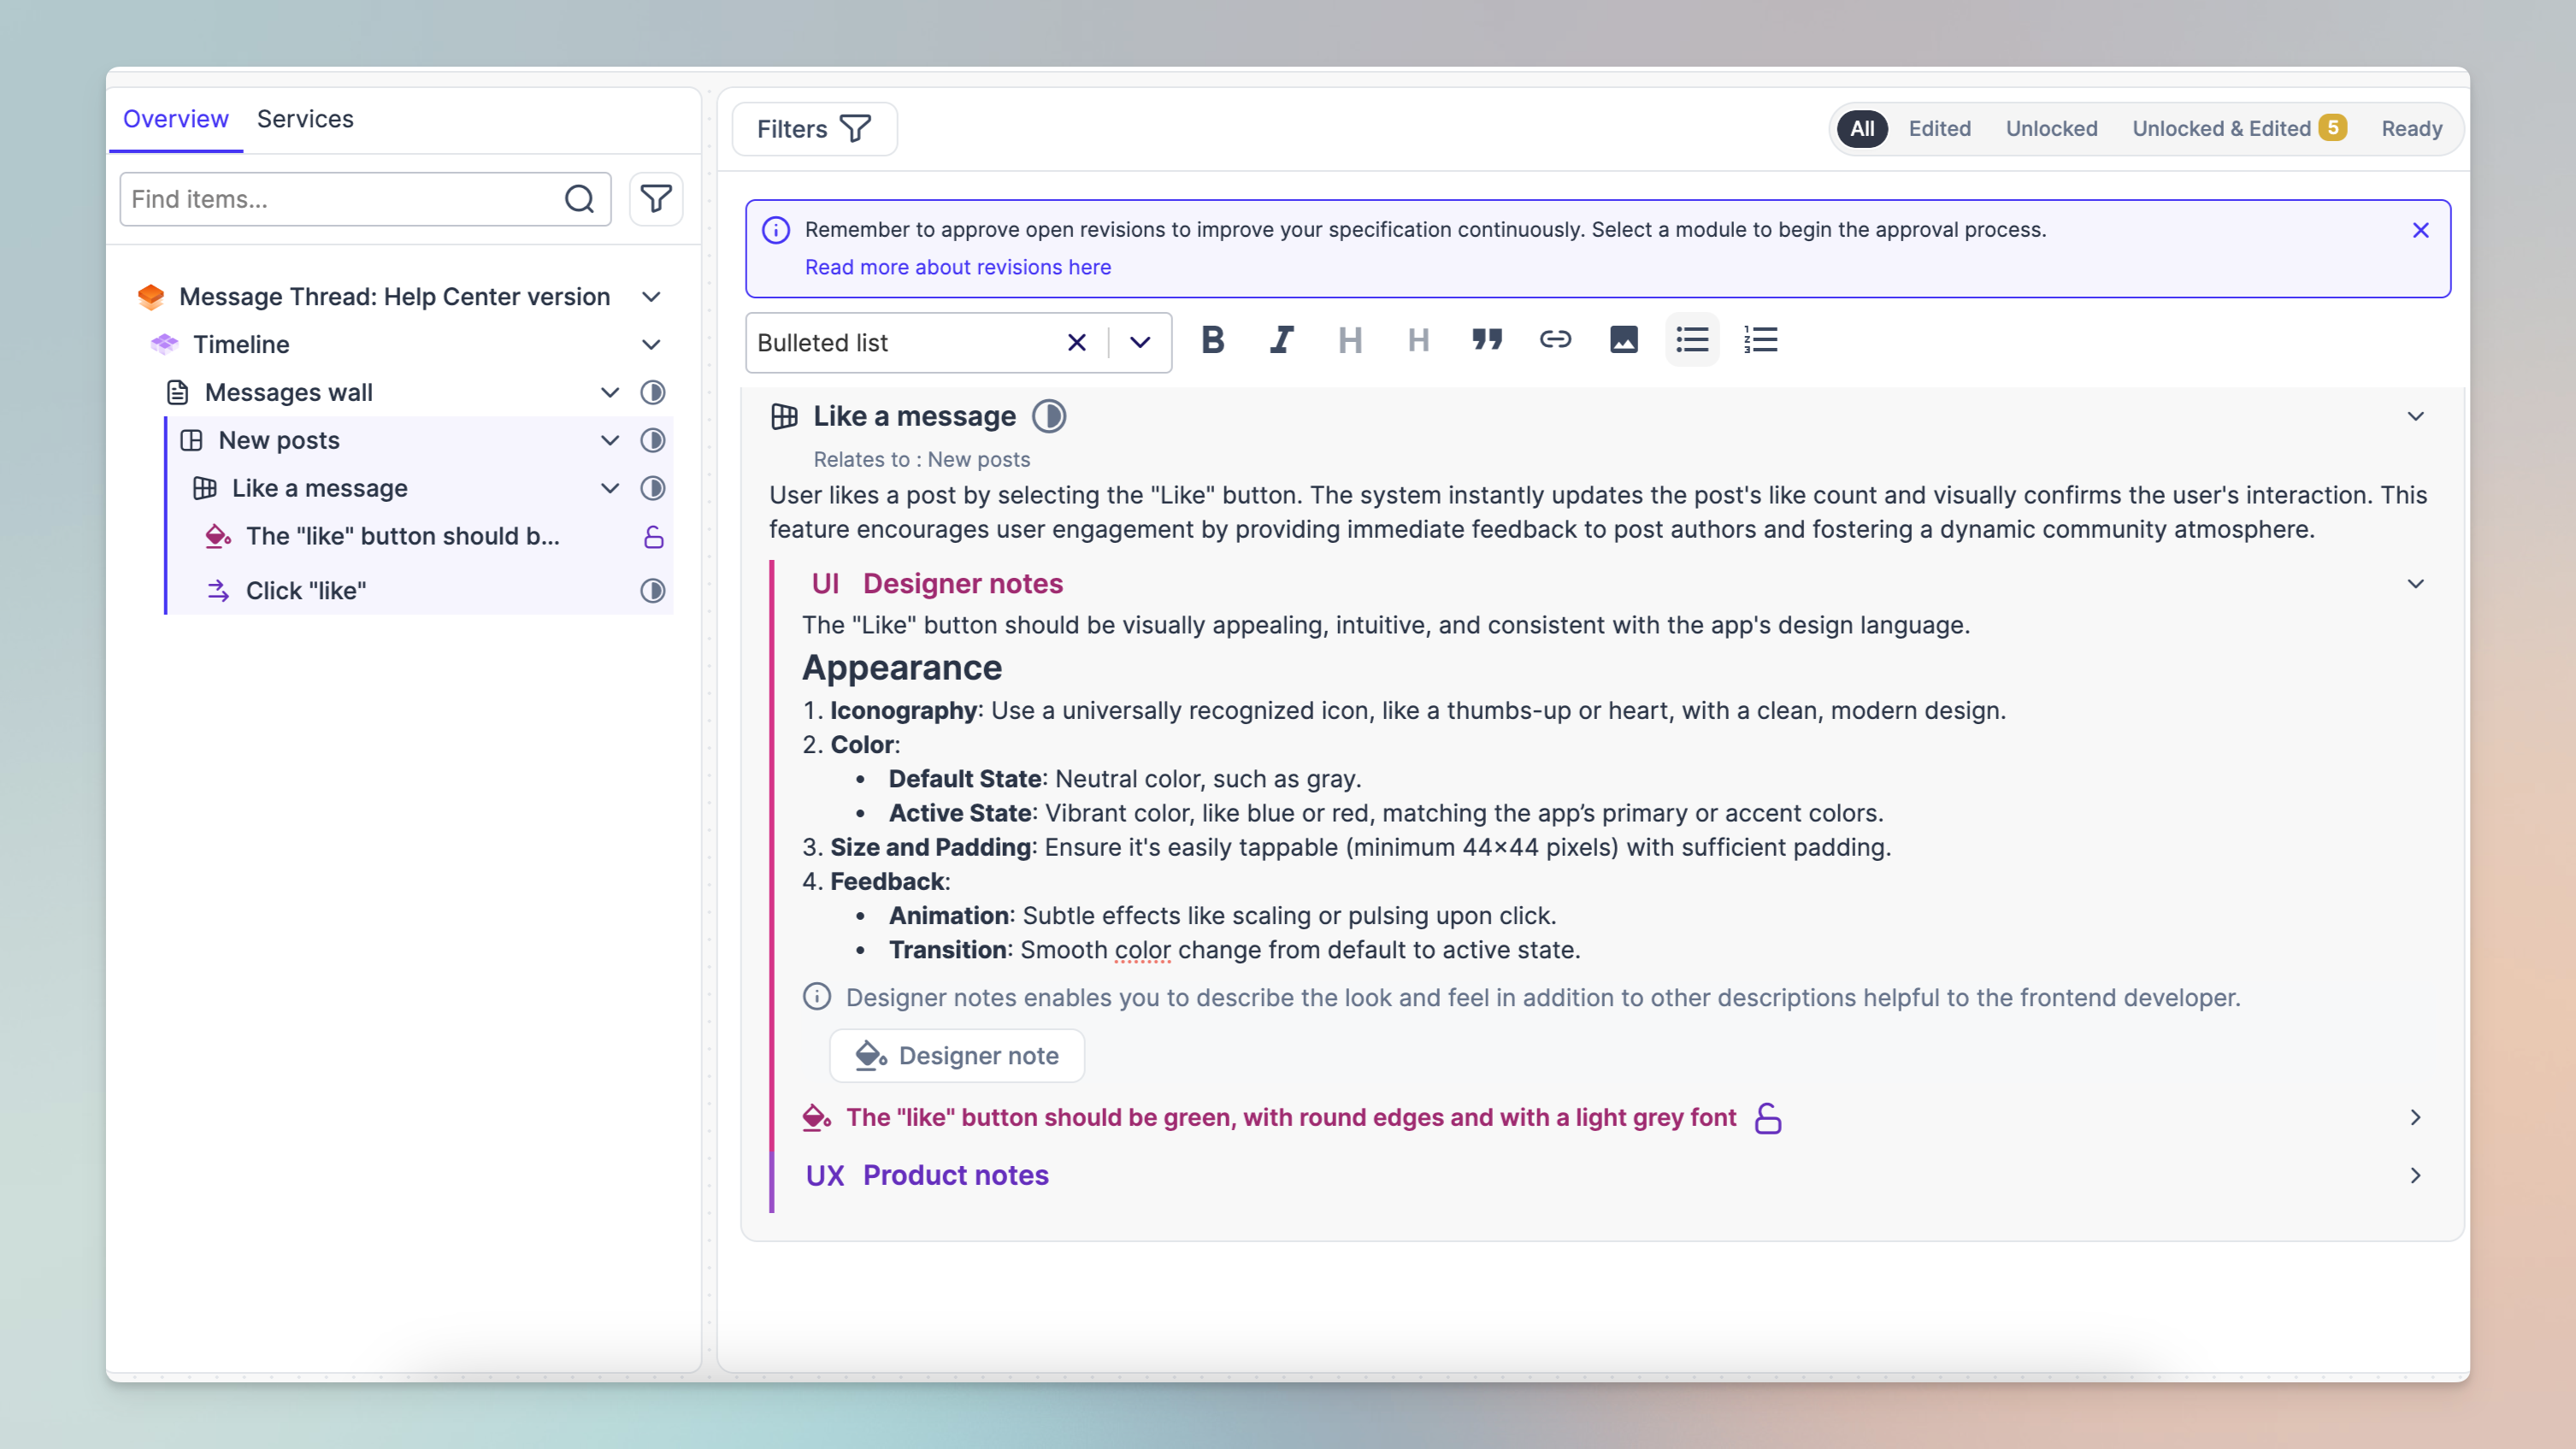 Overview Services
Find items...
Message Thread: Help Center version
Timeline
Messages wall
New posts
Like a message
The "like" button should b...
Click "like"
Filters
All Edited Unlocked Unlocked & Edited 5 Ready
Remember to approve open revisions to improve your specification continuously. Select a module to begin the approval process.
Read more about revisions here
Bulleted list
B I H H
Like a message
Relates to : New posts
User likes a post by selecting the "Like" button. The system instantly updates the post's like count and visually confirms the user's interaction. This
feature encourages user engagement by providing immediate feedback to post authors and fostering a dynamic community atmosphere.
UI Designer notes
The "Like" button should be visually appealing, intuitive, and consistent with the app's design language.
Appearance
1. Iconography: Use a universally recognized icon, like a thumbs-up or heart, with a clean, modern design.
2. Color:
• Default State: Neutral color, such as gray.
• Active State: Vibrant color, like blue or red, matching the app’s primary or accent colors.
3. Size and Padding: Ensure it's easily tappable (minimum 44×44 pixels) with sufficient padding.
4. Feedback:
• Animation: Subtle effects like scaling or pulsing upon click.
• Transition: Smooth color change from default to active state.
Designer notes enables you to describe the look and feel in addition to other descriptions helpful to the frontend developer.
Designer note
The "like" button should be green, with round edges and with a light grey font
UX Product notes